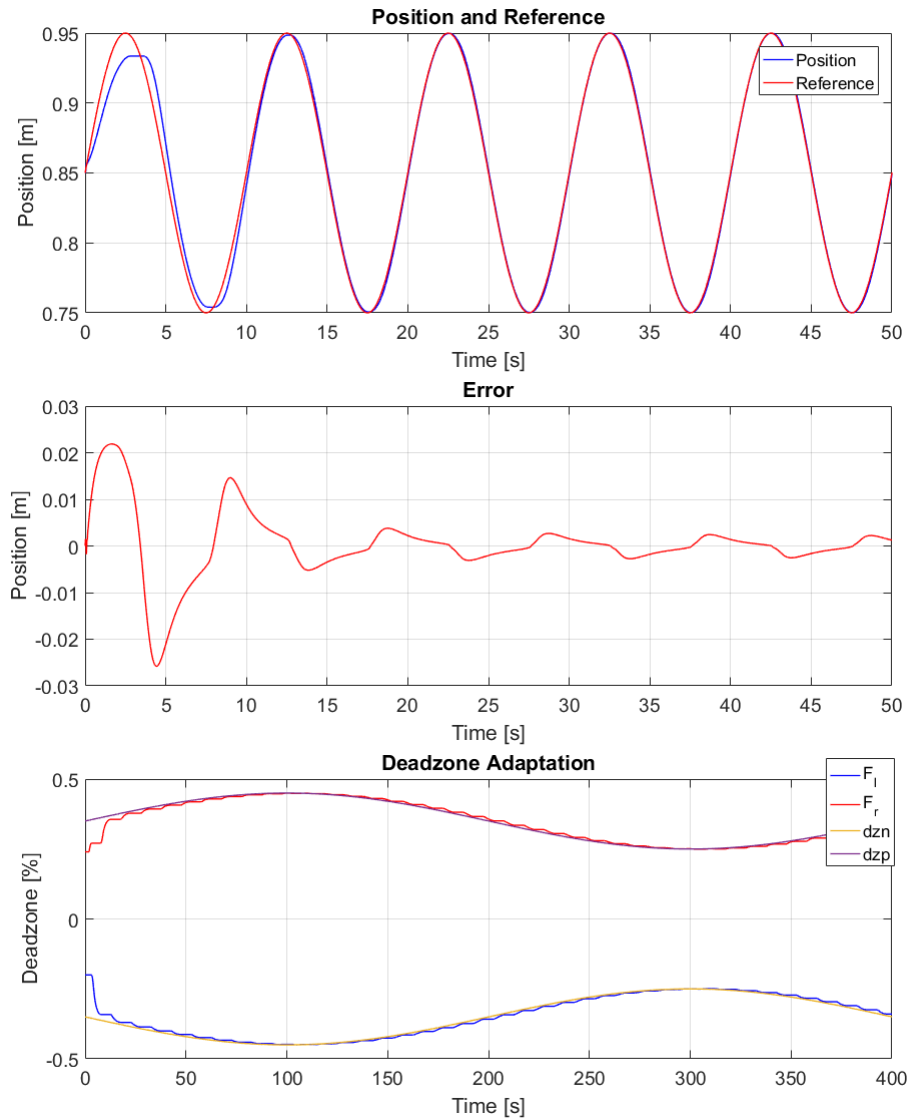 Position and Reference
Position [m]
0.95
0.9
0.85
0.8
0.75
Position
Reference
0 5 10 15 20 25 30 35 40 45 50
Time [s]
Error
Position [m]
0.03
0.02
0.01
0
-0.01
-0.02
-0.03
0 5 10 15 20 25 30 35 40 45 50
Time [s]
Deadzone Adaptation
Deadzone [%]
0.5
0
-0.5
F_l
F_r
dzn
dzp
0 50 100 150 200 250 300 350 400
Time [s]